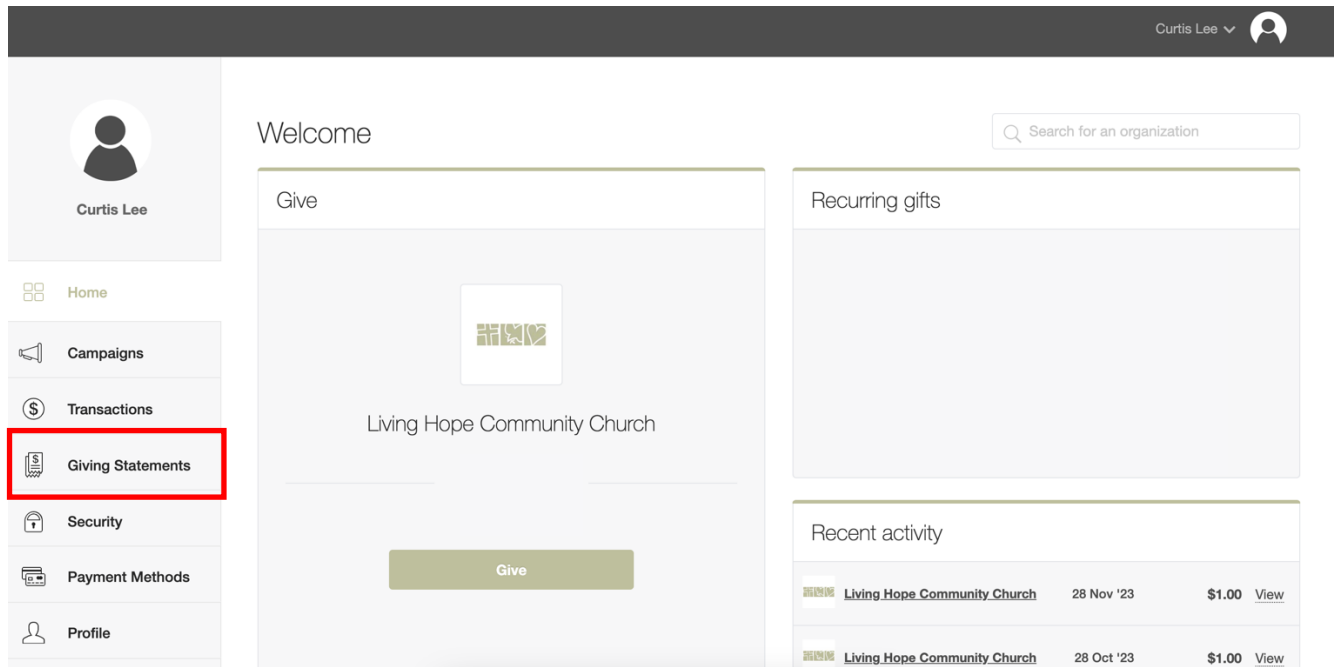 Curtis Lee
Curtis Lee
Home
Campaigns
Transactions
Giving Statements
Security
Payment Methods
Profile
Welcome
Search for an organization
Give
Living Hope Community Church
Give
Recurring gifts
Recent activity
Living Hope Community Church 28 Nov '23 $1.00 View
Living Hope Community Church 28 Oct '23 $1.00 View